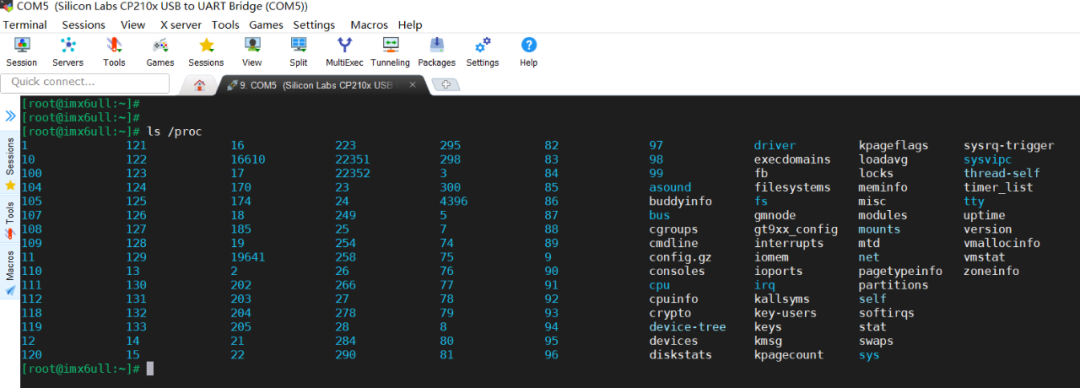 COM5 (Silicon Labs CP210x USB to UART Bridge (COM5))
Terminal Sessions View X server Tools Games Settings Macros Help
Session Servers Tools Games Sessions View Split MultiExec Tunneling Packages Settings Help
Quick connect...
9. COM5 (Silicon Labs CP210x USB
Sessions
Tools
Macros
[root@imx6ull:~]#
[root@imx6ull:~]#
[root@imx6ull:~]# ls /proc
1 121 16 223 295 82 97 driver kpageflags sysrq-trigger
10 122 16610 22351 298 83 98 execdomains loadavg sysvipc
100 123 17 22352 3 84 99 fb locks thread-self
104 124 170 23 300 85 asound filesystems meminfo timer_list
105 125 174 24 4396 86 buddyinfo fs misc tty
107 126 18 249 5 87 bus gmnode modules uptime
108 127 185 25 7 88 cgroups gt9xx_config mounts version
109 128 19 254 74 89 cmdline interrupts mtd vmallocinfo
11 129 19641 258 75 9 config.gz iomem net vmstat
110 13 2 26 76 90 consoles ioports pagetypeinfo zoneinfo
111 130 202 266 77 91 cpu irq partitions
112 131 203 27 78 92 cpuinfo kallsyms self
118 132 204 278 79 93 crypto key-users softirqs
119 133 205 28 8 94 device-tree keys stat
12 14 21 284 80 95 devices kmsg swaps
120 15 22 290 81 96 diskstats kpagecount sys
[root@imx6ull:~]#